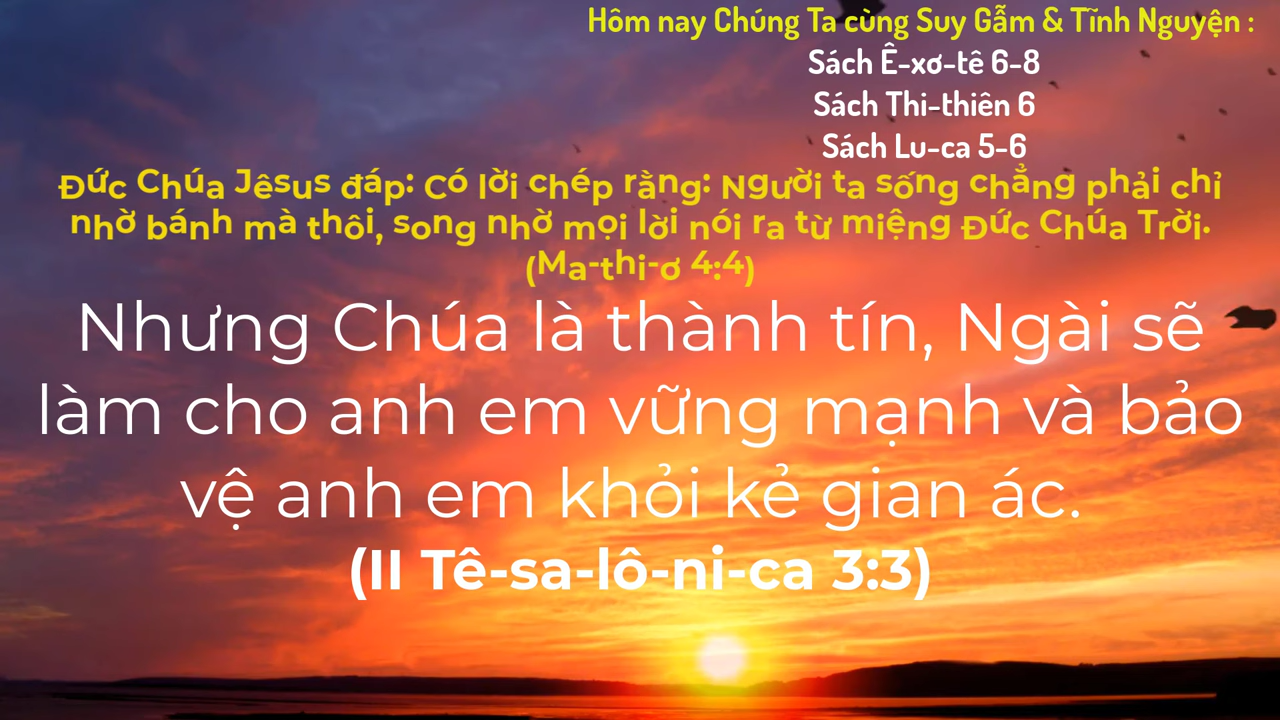 Hôm nay Chúng Ta cùng Suy Gẫm & Tĩnh Nguyện :
Sách Ê-xơ-tê 6-8
Sách Thi-thiên 6
Sách Lu-ca 5-6
Đức Chúa Jêsus đáp: Có lời chép rằng: Người ta sống chẳng phải chỉ
nhờ bánh mà thôi, song nhờ mọi lời nói ra từ miệng Đức Chúa Trời.
(Ma-thi-ơ 4:4)
Nhưng Chúa là thành tín, Ngài sẽ
làm cho anh em vững mạnh và bảo
vệ anh em khỏi kẻ gian ác.
(II Tê-sa-lô-ni-ca 3:3)